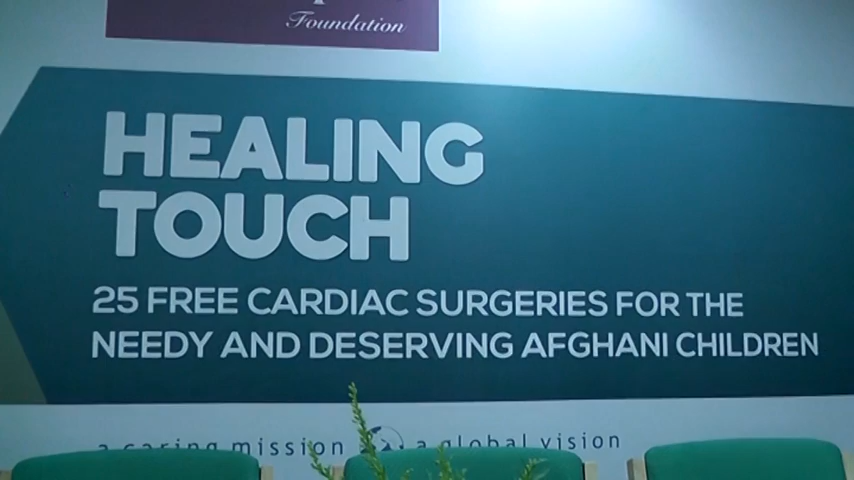 Foundation
HEALING
TOUCH
25 FREE CARDIAC SURGERIES FOR THE
NEEDY AND DESERVING AFGHANI CHILDREN
a caring mission a global vision